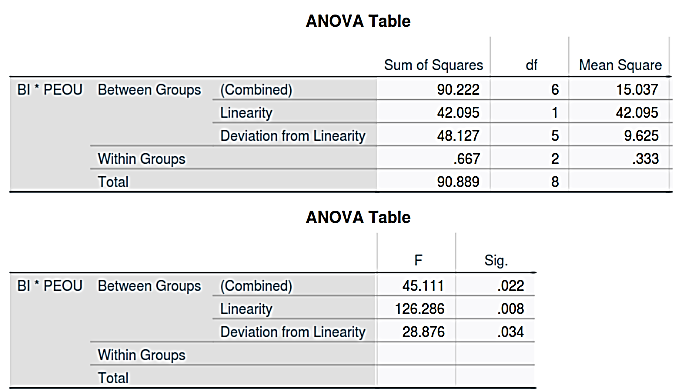 ANOVA Table
Sum of Squares df Mean Square
BI * PEOU Between Groups (Combined) 90.222 6 15.037
Linearity 42.095 1 42.095
Deviation from Linearity 48.127 5 9.625
Within Groups .667 2 .333
Total 90.889 8
ANOVA Table
F Sig.
BI * PEOU Between Groups (Combined) 45.111 .022
Linearity 126.286 .008
Deviation from Linearity 28.876 .034
Within Groups
Total